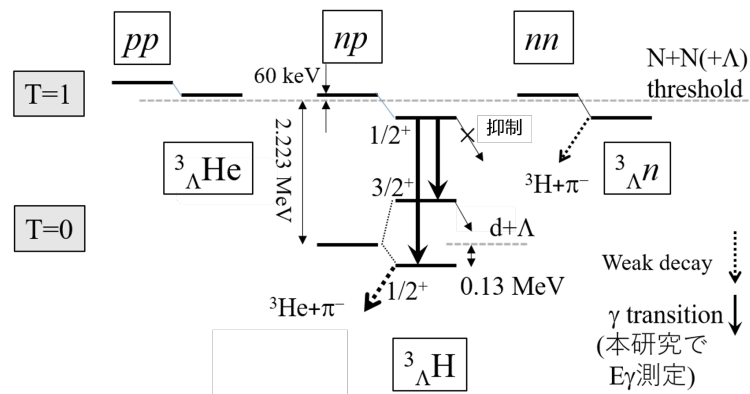 pp
np
nn
N+N(+Λ)
threshold
60 keV
T=1
2.223 MeV
1/2⁺
抑制
³ΛHe
³H+π⁻
³Λn
3/2⁺
T=0
d+Λ
0.13 MeV
³He+π⁻
1/2⁺
³ΛH
Weak decay
γ transition
(本研究で
Eγ測定)